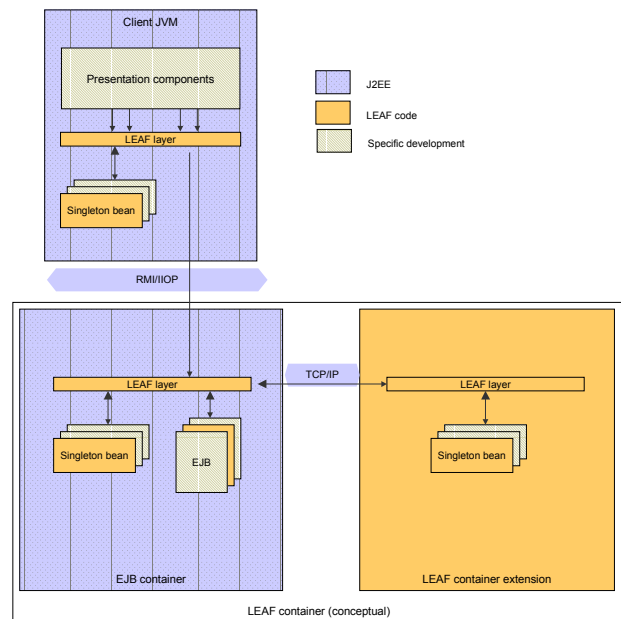 Client JVM
Presentation components
J2EE
LEAF code
Specific development
LEAF layer
Singleton bean
RMI/IIOP
TCP/IP
LEAF layer
LEAF layer
Singleton bean
EJB
Singleton bean
EJB container
LEAF container extension
LEAF container (conceptual)